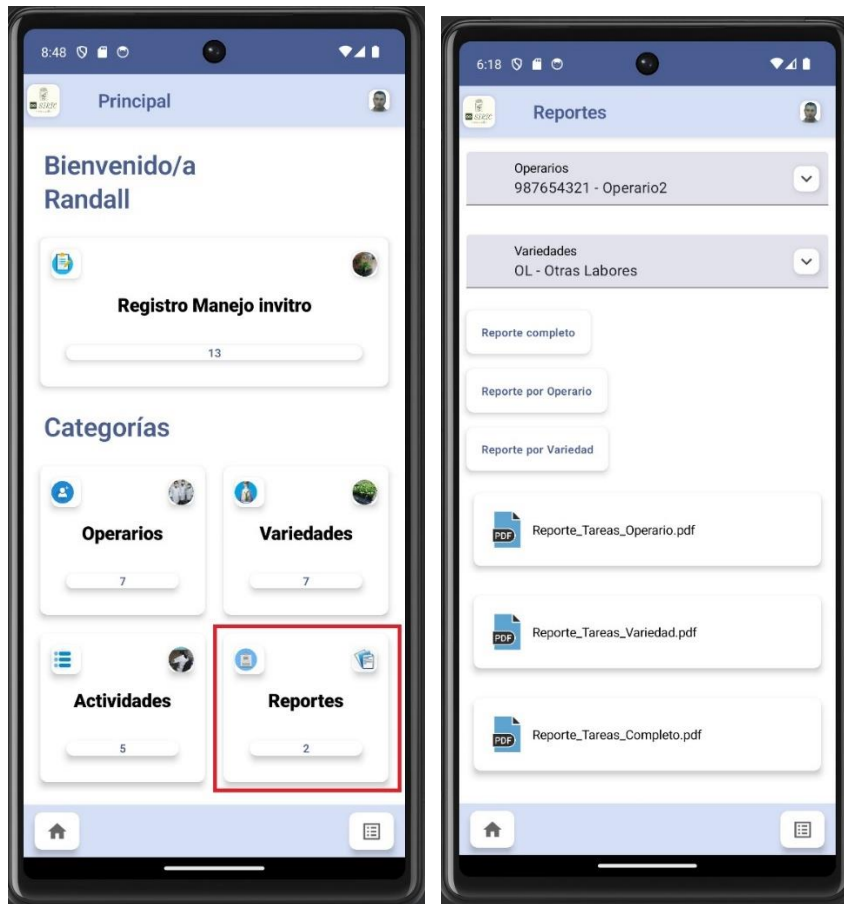 8:48
Principal
Bienvenido/a
Randall
Registro Manejo invitro
13
Categorías
Operarios
7
Variedades
7
Actividades
5
Reportes
2
6:18
Reportes
Operarios
987654321 - Operario2
Variedades
OL - Otras Labores
Reporte completo
Reporte por Operario
Reporte por Variedad
PDF
Reporte_Tareas_Operario.pdf
PDF
Reporte_Tareas_Variedad.pdf
PDF
Reporte_Tareas_Completo.pdf